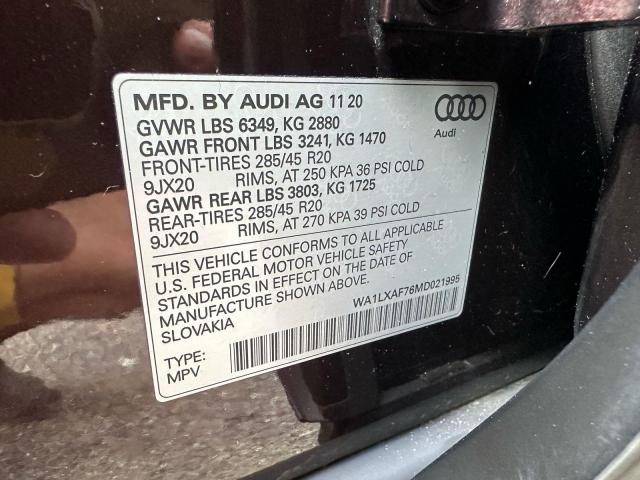 MFD. BY AUDI AG 11 20
GVWR LBS 6349, KG 2880
GAWR FRONT LBS 3241, KG 1470
FRONT-TIRES 285/45 R20
9JX20 RIMS, AT 250 KPA 36 PSI COLD
GAWR REAR LBS 3803, KG 1725
REAR-TIRES 285/45 R20
9JX20 RIMS, AT 270 KPA 39 PSI COLD
THIS VEHICLE CONFORMS TO ALL APPLICABLE
U.S. FEDERAL MOTOR VEHICLE SAFETY
STANDARDS IN EFFECT ON THE DATE OF
MANUFACTURE SHOWN ABOVE.
SLOVAKIA
WA1LXAF76MD021995
TYPE:
MPV
Audi